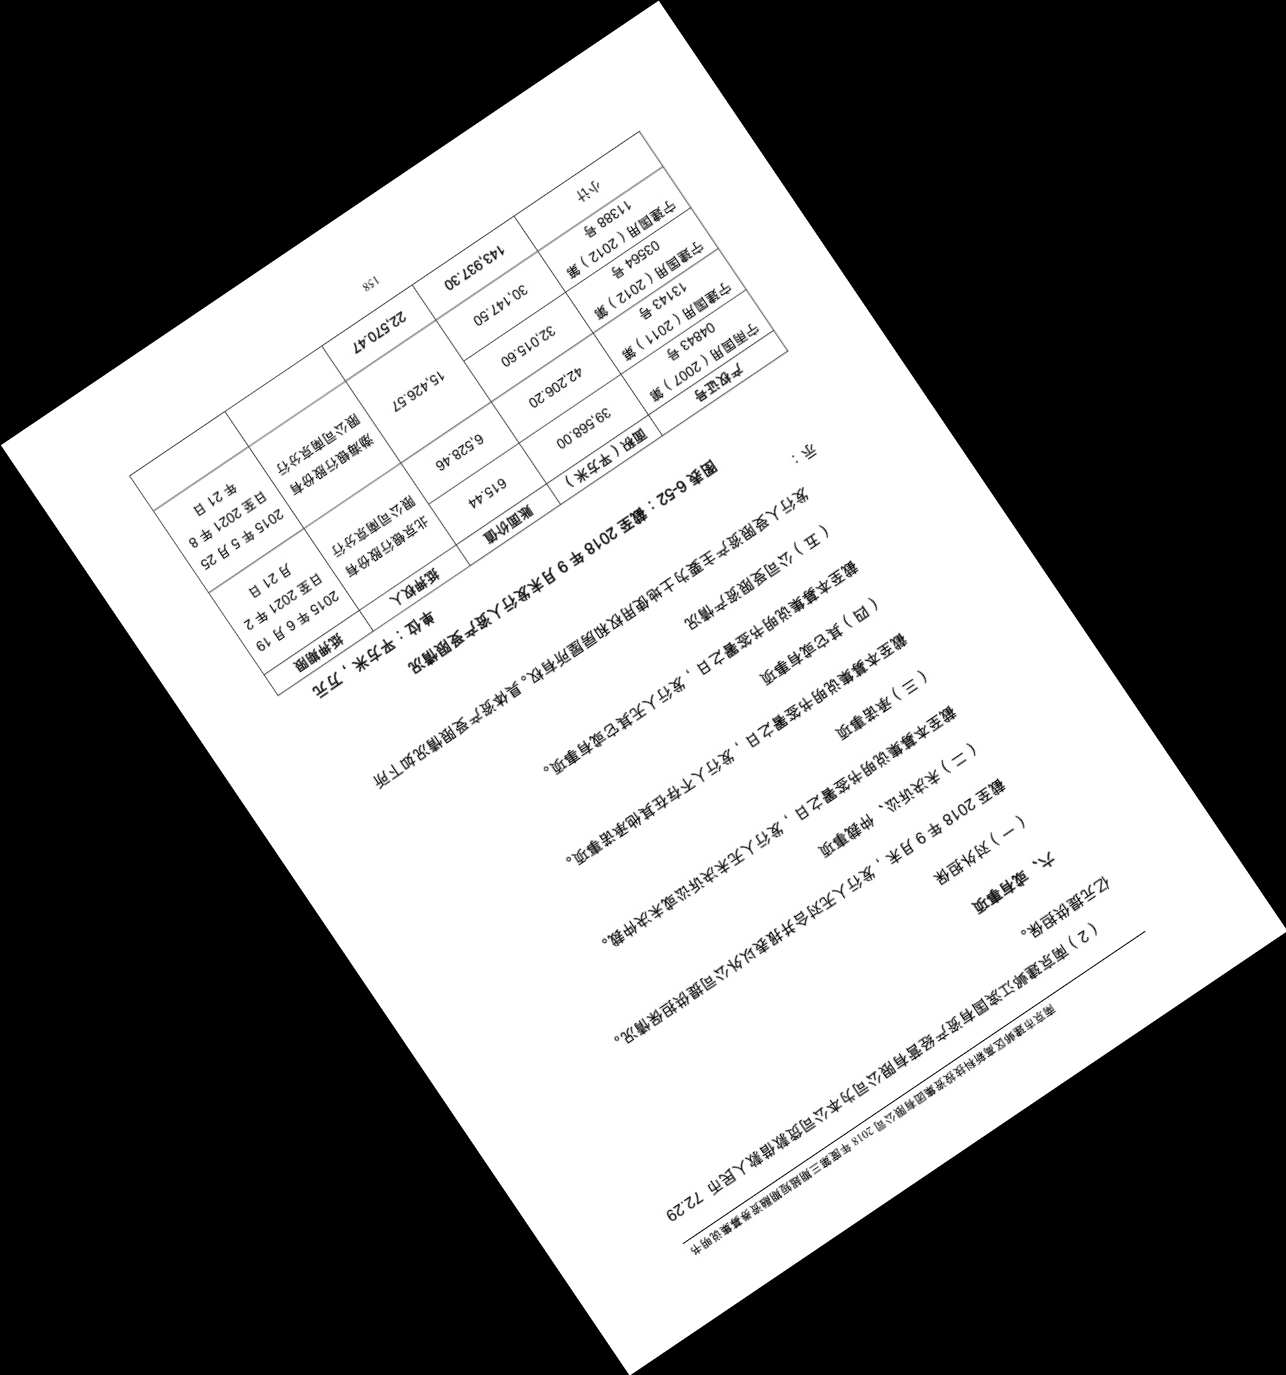 南京市建邺区高新科技投资集团有限公司 2018 年度第三期超短期融资券募集说明书
（2）南京建邺江滨国有资产经营有限公司为本公司贷款借款人民币 72.29
亿元提供担保。
六、或有事项
（一）对外担保
截至 2018 年 9 月末，发行人无对合并报表以外公司提供担保情况。
（二）未决诉讼、仲裁事项
截至本募集说明书签署之日，发行人无未决诉讼或未决仲裁。
（三）承诺事项
截至本募集说明书签署之日，发行人不存在其他承诺事项。
（四）其它或有事项
截至本募集说明书签署之日，发行人无其它或有事项。
（五）公司受限资产情况
发行人受限资产主要为土地使用权和房屋所有权。具体资产受限情况如下所
示：
图表 6-52：截至 2018 年 9 月末发行人资产受限情况
单位：平方米，万元
产权证号 面积（平方米） 账面价值 抵押权人 抵押期限
宁雨国用（2007）第
04843 号 39,568.00 615.44 北京银行股份有
限公司南京分行 2015 年 6 月 19
日至 2021 年 2
月 21 日
宁建国用（2011）第
13143 号 42,206.20 6,528.46
宁建国用（2012）第
03564 号 32,015.60 15,426.57 渤海银行股份有
限公司南京分行 2015 年 5 月 25
日至 2021 年 8
年 21 日
宁建国用（2012）第
11388 号 30,147.50
小计 143,937.30 22,570.47
158